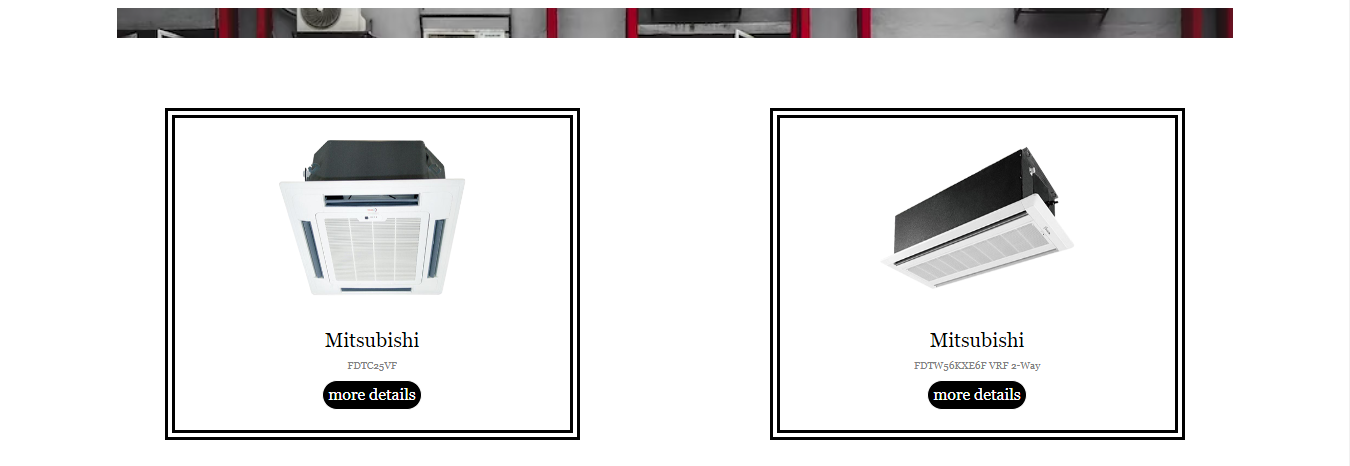 Mitsubishi
FDTC25VF
more details
Mitsubishi
FDTW56KXE6F VRF 2-Way
more details